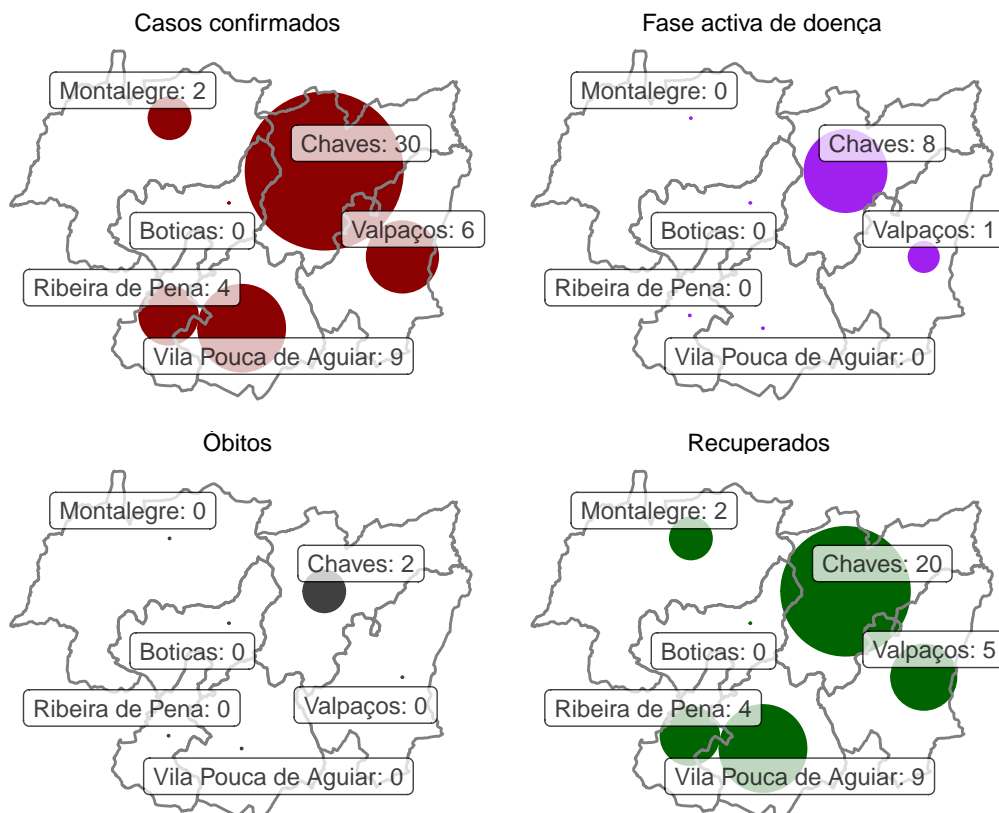 Casos confirmados
Montalegre: 2
Chaves: 30
Boticas: 0
Valpaços: 6
Ribeira de Pena: 4
Vila Pouca de Aguiar: 9
Fase activa de doença
Montalegre: 0
Chaves: 8
Boticas: 0
Valpaços: 1
Ribeira de Pena: 0
Vila Pouca de Aguiar: 0
Óbitos
Montalegre: 0
Chaves: 2
Boticas: 0
Valpaços: 0
Ribeira de Pena: 0
Vila Pouca de Aguiar: 0
Recuperados
Montalegre: 2
Chaves: 20
Boticas: 0
Valpaços: 5
Ribeira de Pena: 4
Vila Pouca de Aguiar: 9